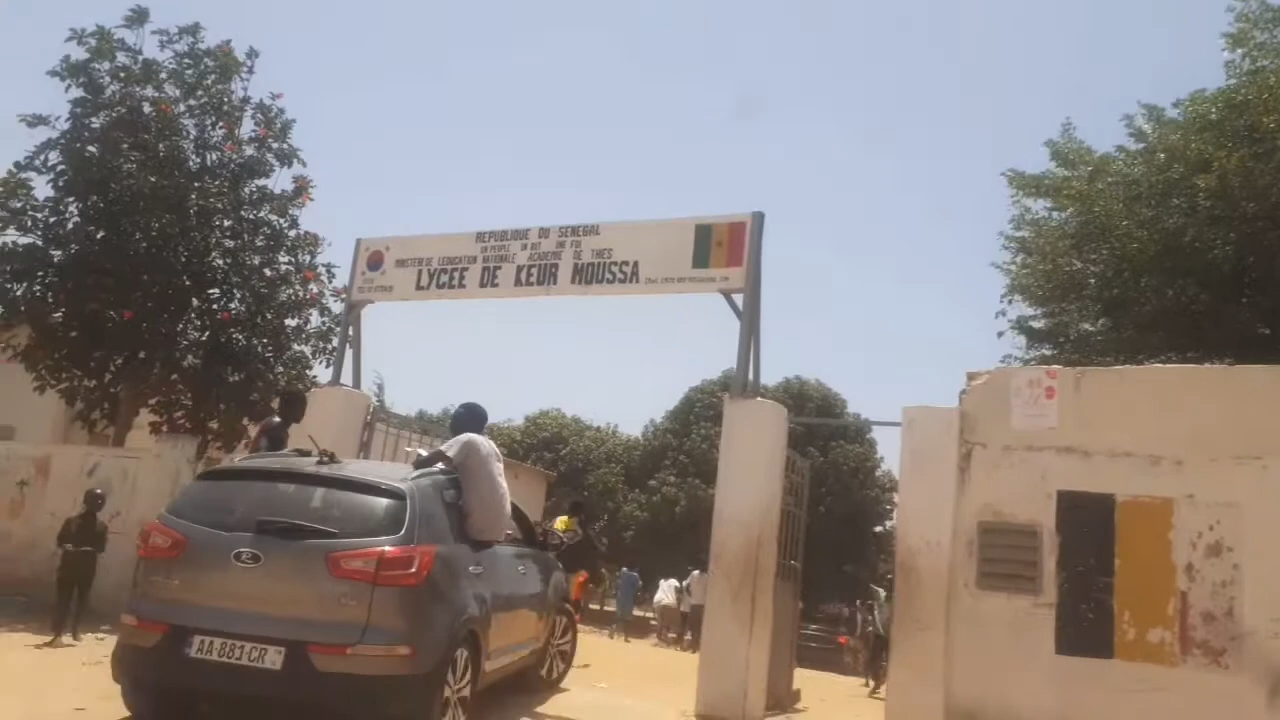 REPUBLIQUE DU SENEGAL
UN PEUPLE UN BUT UNE FOI
MINISTERE DE LEDUCATION NATIONALE ACADEMIE DE THIES
LYCEE DE KEUR MOUSSA
AA-881-CR